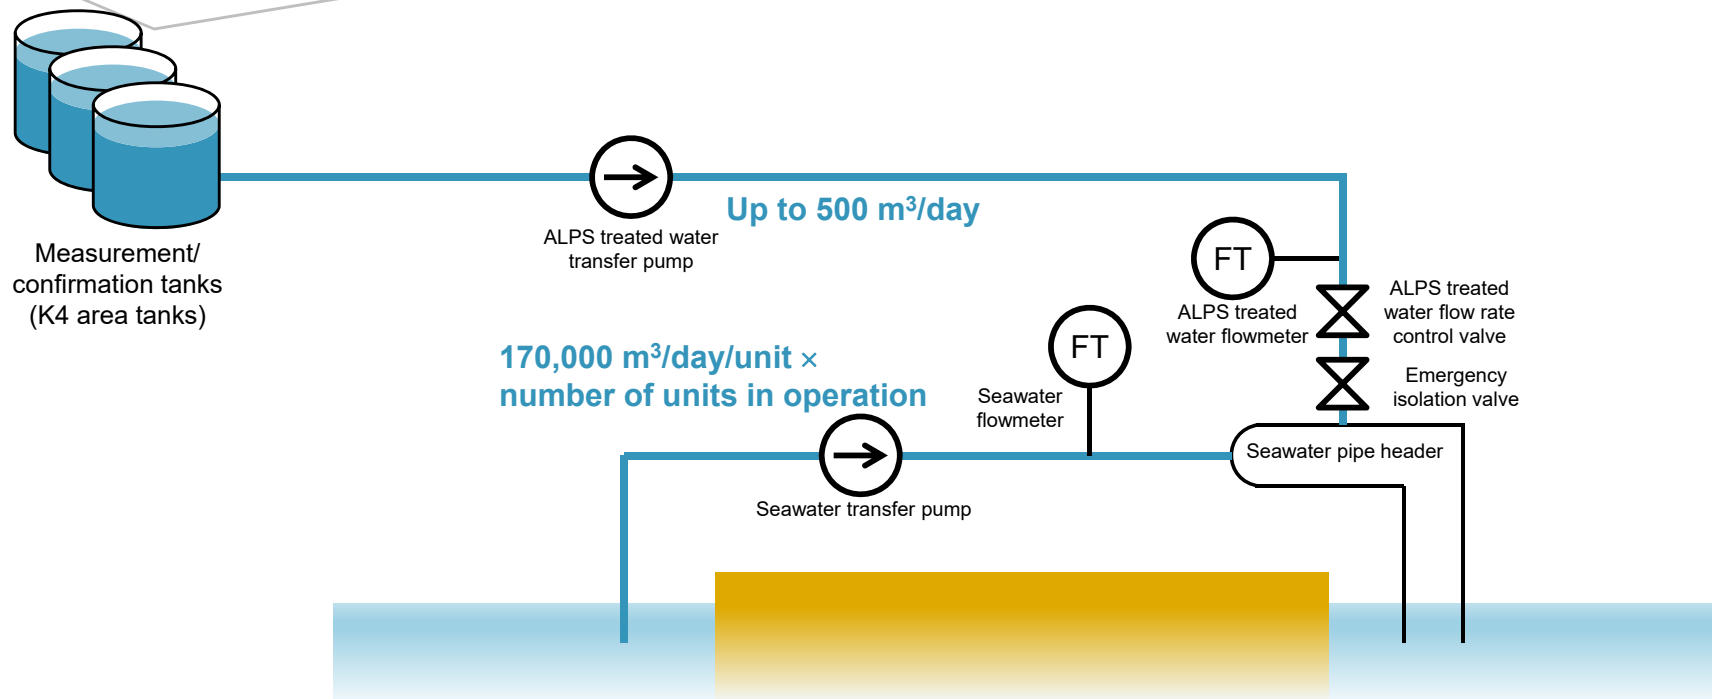 Measurement/
confirmation tanks
(K4 area tanks)
ALPS treated water
transfer pump
Up to 500 m³/day
FT
ALPS treated
water flowmeter
ALPS treated
water flow rate
control valve
Emergency
isolation valve
170,000 m³/day/unit ×
number of units in operation
FT
Seawater
flowmeter
Seawater pipe header
Seawater transfer pump